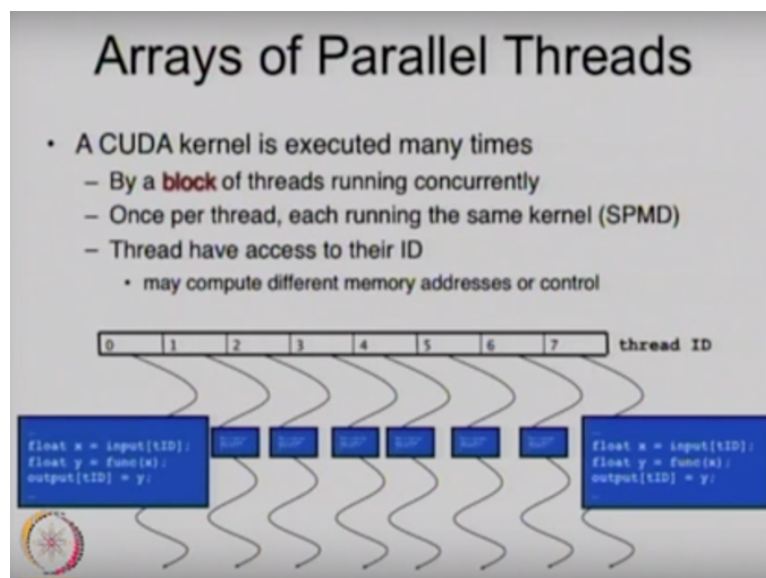 Arrays of Parallel Threads
• A CUDA kernel is executed many times
– By a block of threads running concurrently
– Once per thread, each running the same kernel (SPMD)
– Thread have access to their ID
• may compute different memory addresses or control
0 1 2 3 4 5 6 7 thread ID
…
float x = input[tID];
float y = func(x);
output[tID] = y;
…
…
float x = input[tID];
float y = func(x);
output[tID] = y;
…